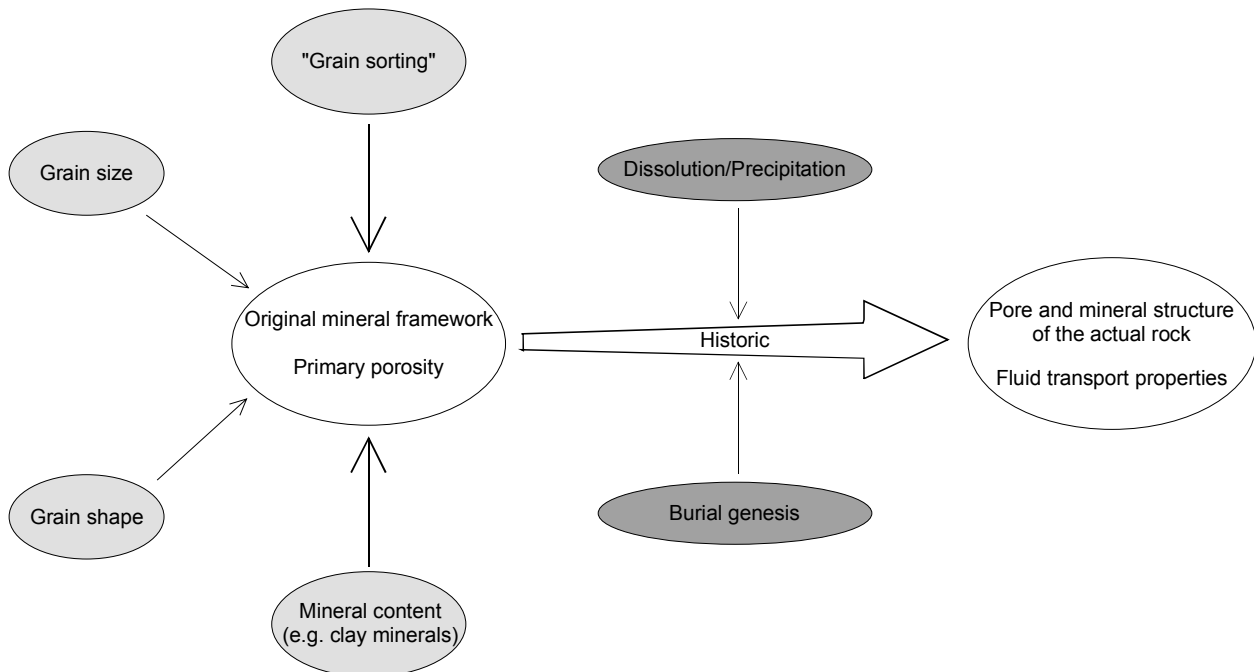 "Grain sorting"
Grain size
Dissolution/Precipitation
Original mineral framework
Primary porosity
Historic
Pore and mineral structure
of the actual rock
Fluid transport properties
Grain shape
Burial genesis
Mineral content
(e.g. clay minerals)